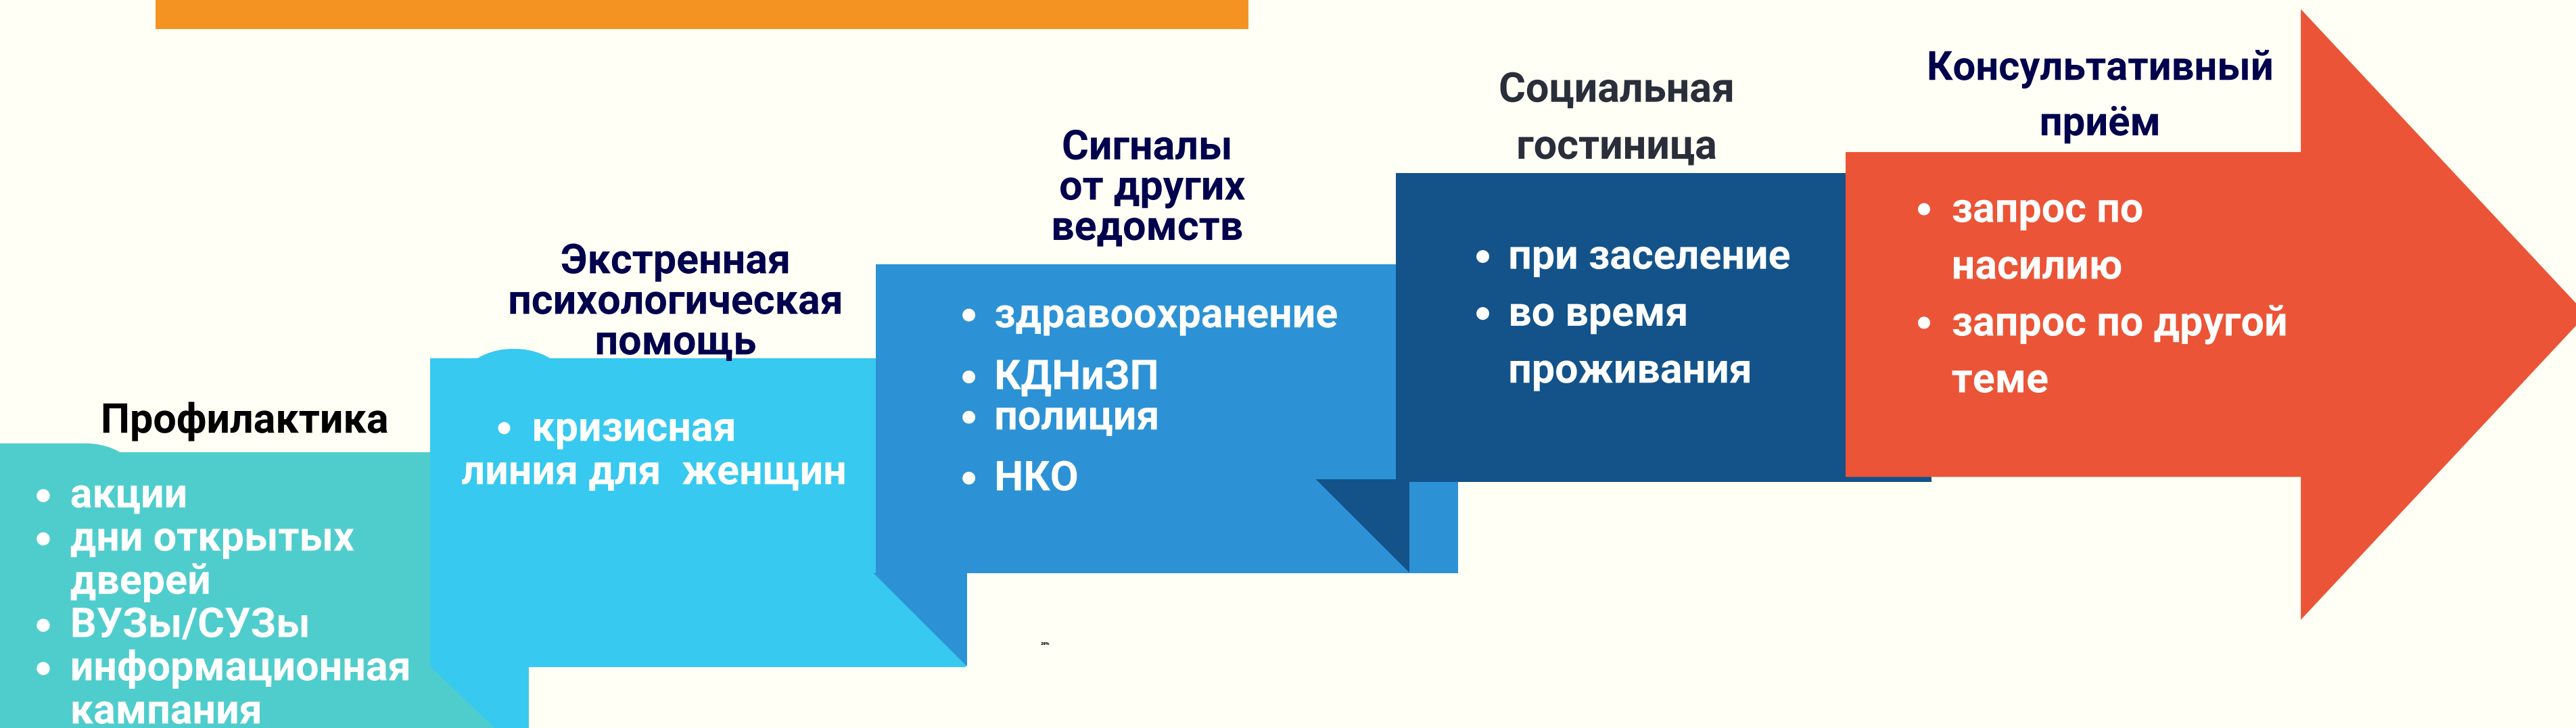 Профилактика
• акции
• дни открытых
дверей
• ВУЗы/СУЗы
• информационная
кампания
Экстренная
психологическая
помощь
• кризисная
линия для женщин
Сигналы
от других
ведомств
• здравоохранение
• КДНиЗП
• полиция
• НКО
Социальная
гостиница
• при заселение
• во время
проживания
Консультативный
приём
• запрос по
насилию
• запрос по другой
теме